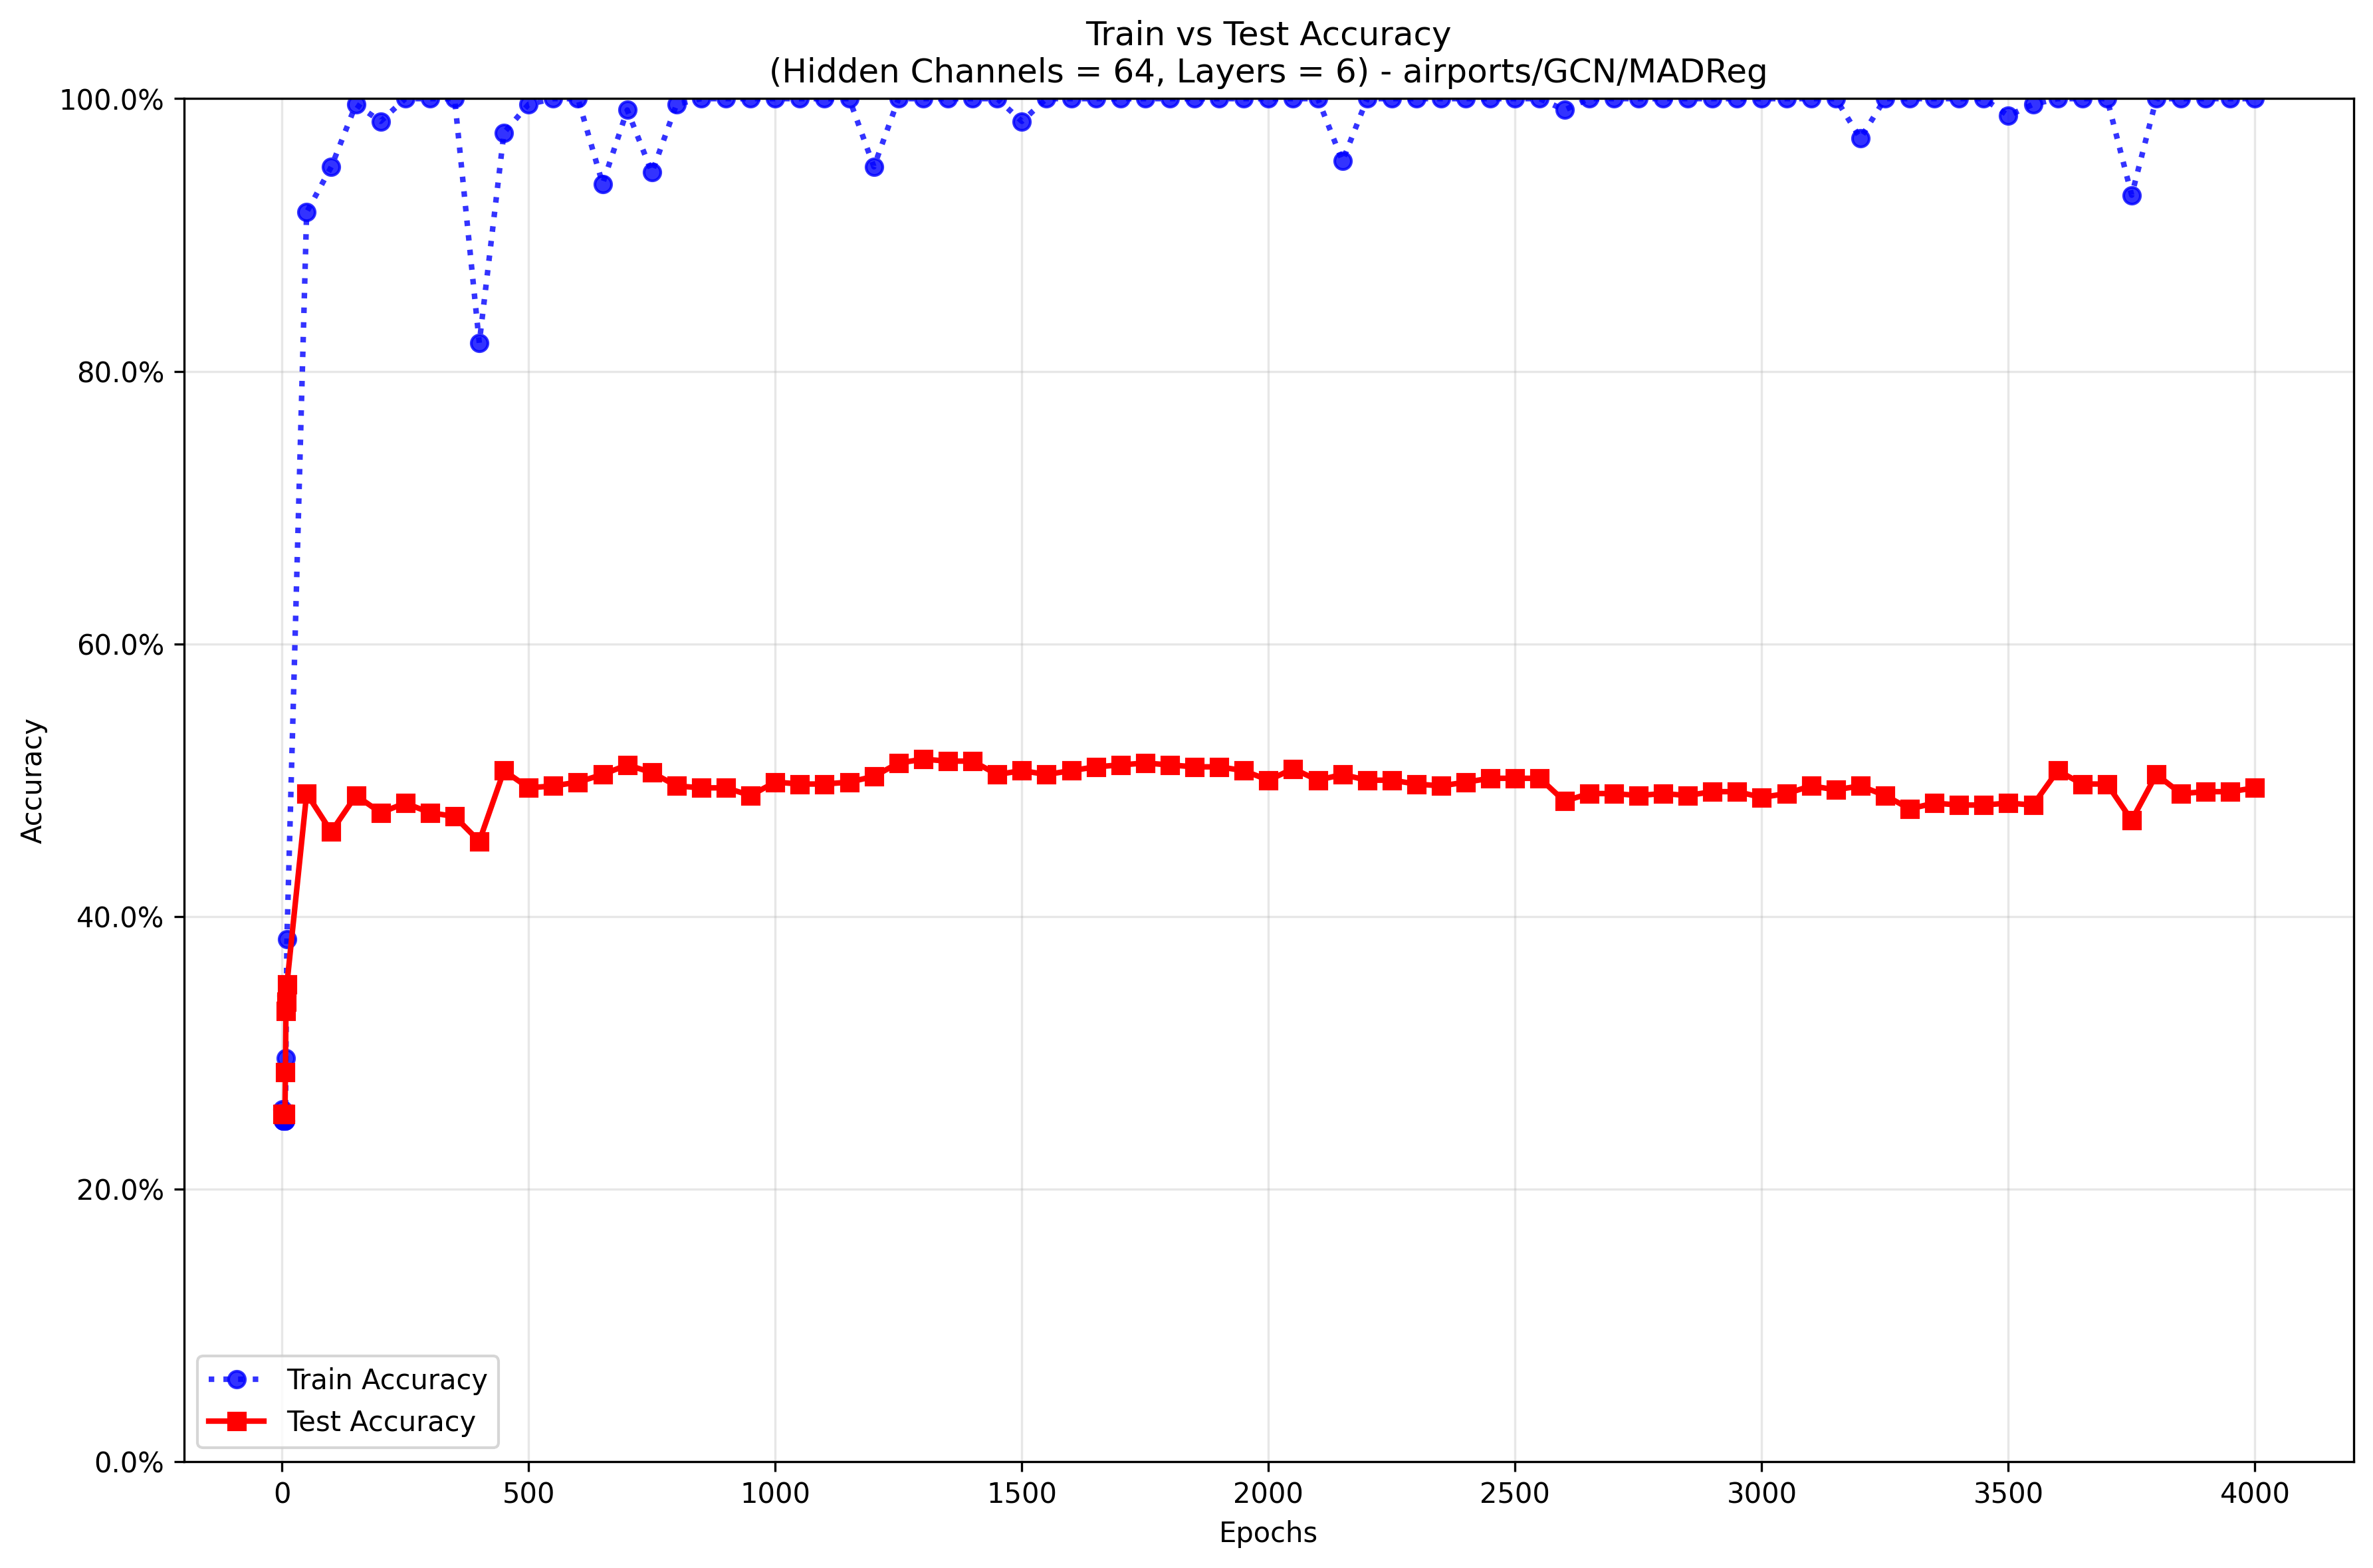 Train vs Test Accuracy
(Hidden Channels = 64, Layers = 6) - airports/GCN/MADReg
100.0%
80.0%
60.0%
40.0%
20.0%
0.0%
Accuracy
Train Accuracy
Test Accuracy
0 500 1000 1500 2000 2500 3000 3500 4000
Epochs